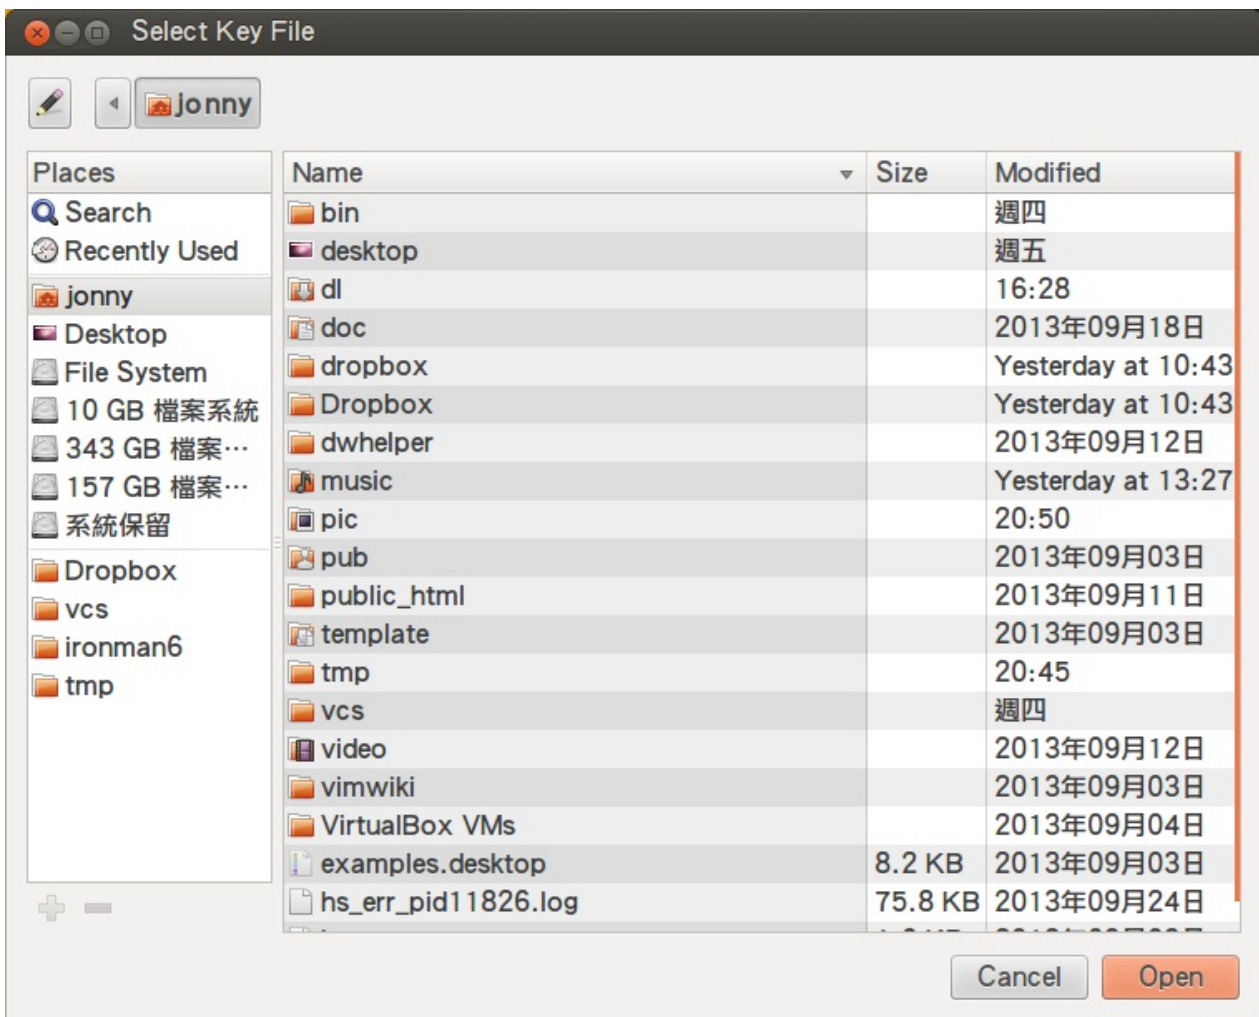 Select Key File
jonny
Places
Search
Recently Used
jonny
Desktop
File System
10 GB 檔案系統
343 GB 檔案…
157 GB 檔案…
系統保留
Dropbox
vcs
ironman6
tmp
Name Size Modified
bin 週四
desktop 週五
dl 16:28
doc 2013年09月18日
dropbox Yesterday at 10:43
Dropbox Yesterday at 10:43
dwhelper 2013年09月12日
music Yesterday at 13:27
pic 20:50
pub 2013年09月03日
public_html 2013年09月11日
template 2013年09月03日
tmp 20:45
vcs 週四
video 2013年09月12日
vimwiki 2013年09月03日
VirtualBox VMs 2013年09月04日
examples.desktop 8.2 KB 2013年09月03日
hs_err_pid11826.log 75.8 KB 2013年09月24日
Cancel Open